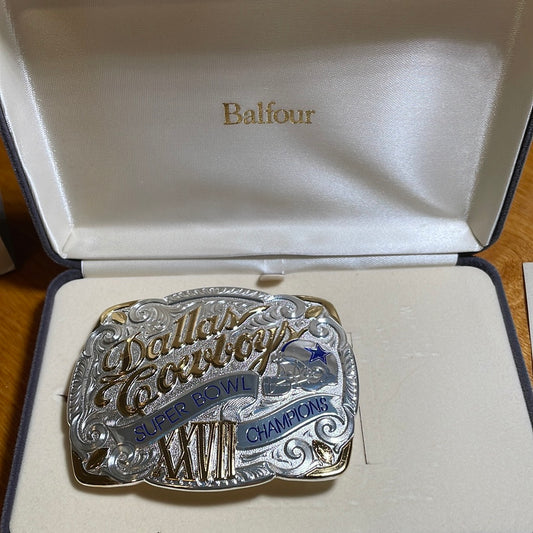 Balfour
Dallas
Cowboys
SUPER BOWL
CHAMPIONS
XXVII